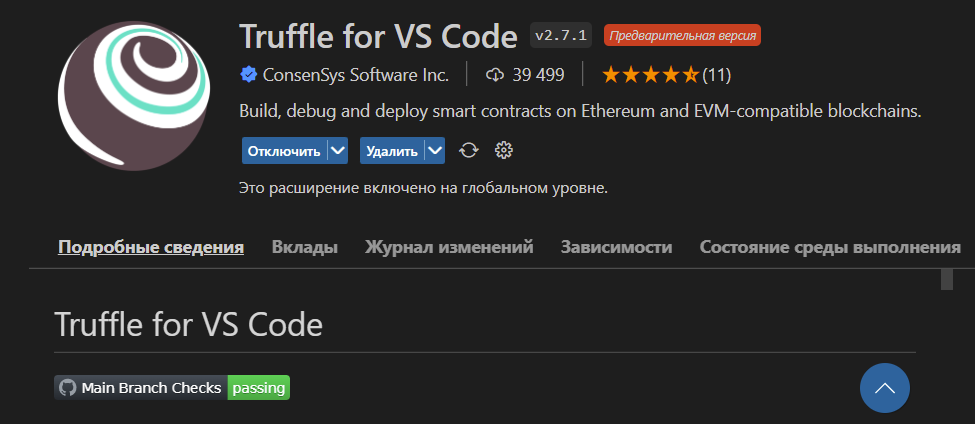 Truffle for VS Code v2.7.1 Предварительная версия
ConsenSys Software Inc. 39 499 (11)
Build, debug and deploy smart contracts on Ethereum and EVM-compatible blockchains.
Отключить Удалить
Это расширение включено на глобальном уровне.
Подробные сведения Вклады Журнал изменений Зависимости Состояние среды выполнения
Truffle for VS Code
Main Branch Checks passing